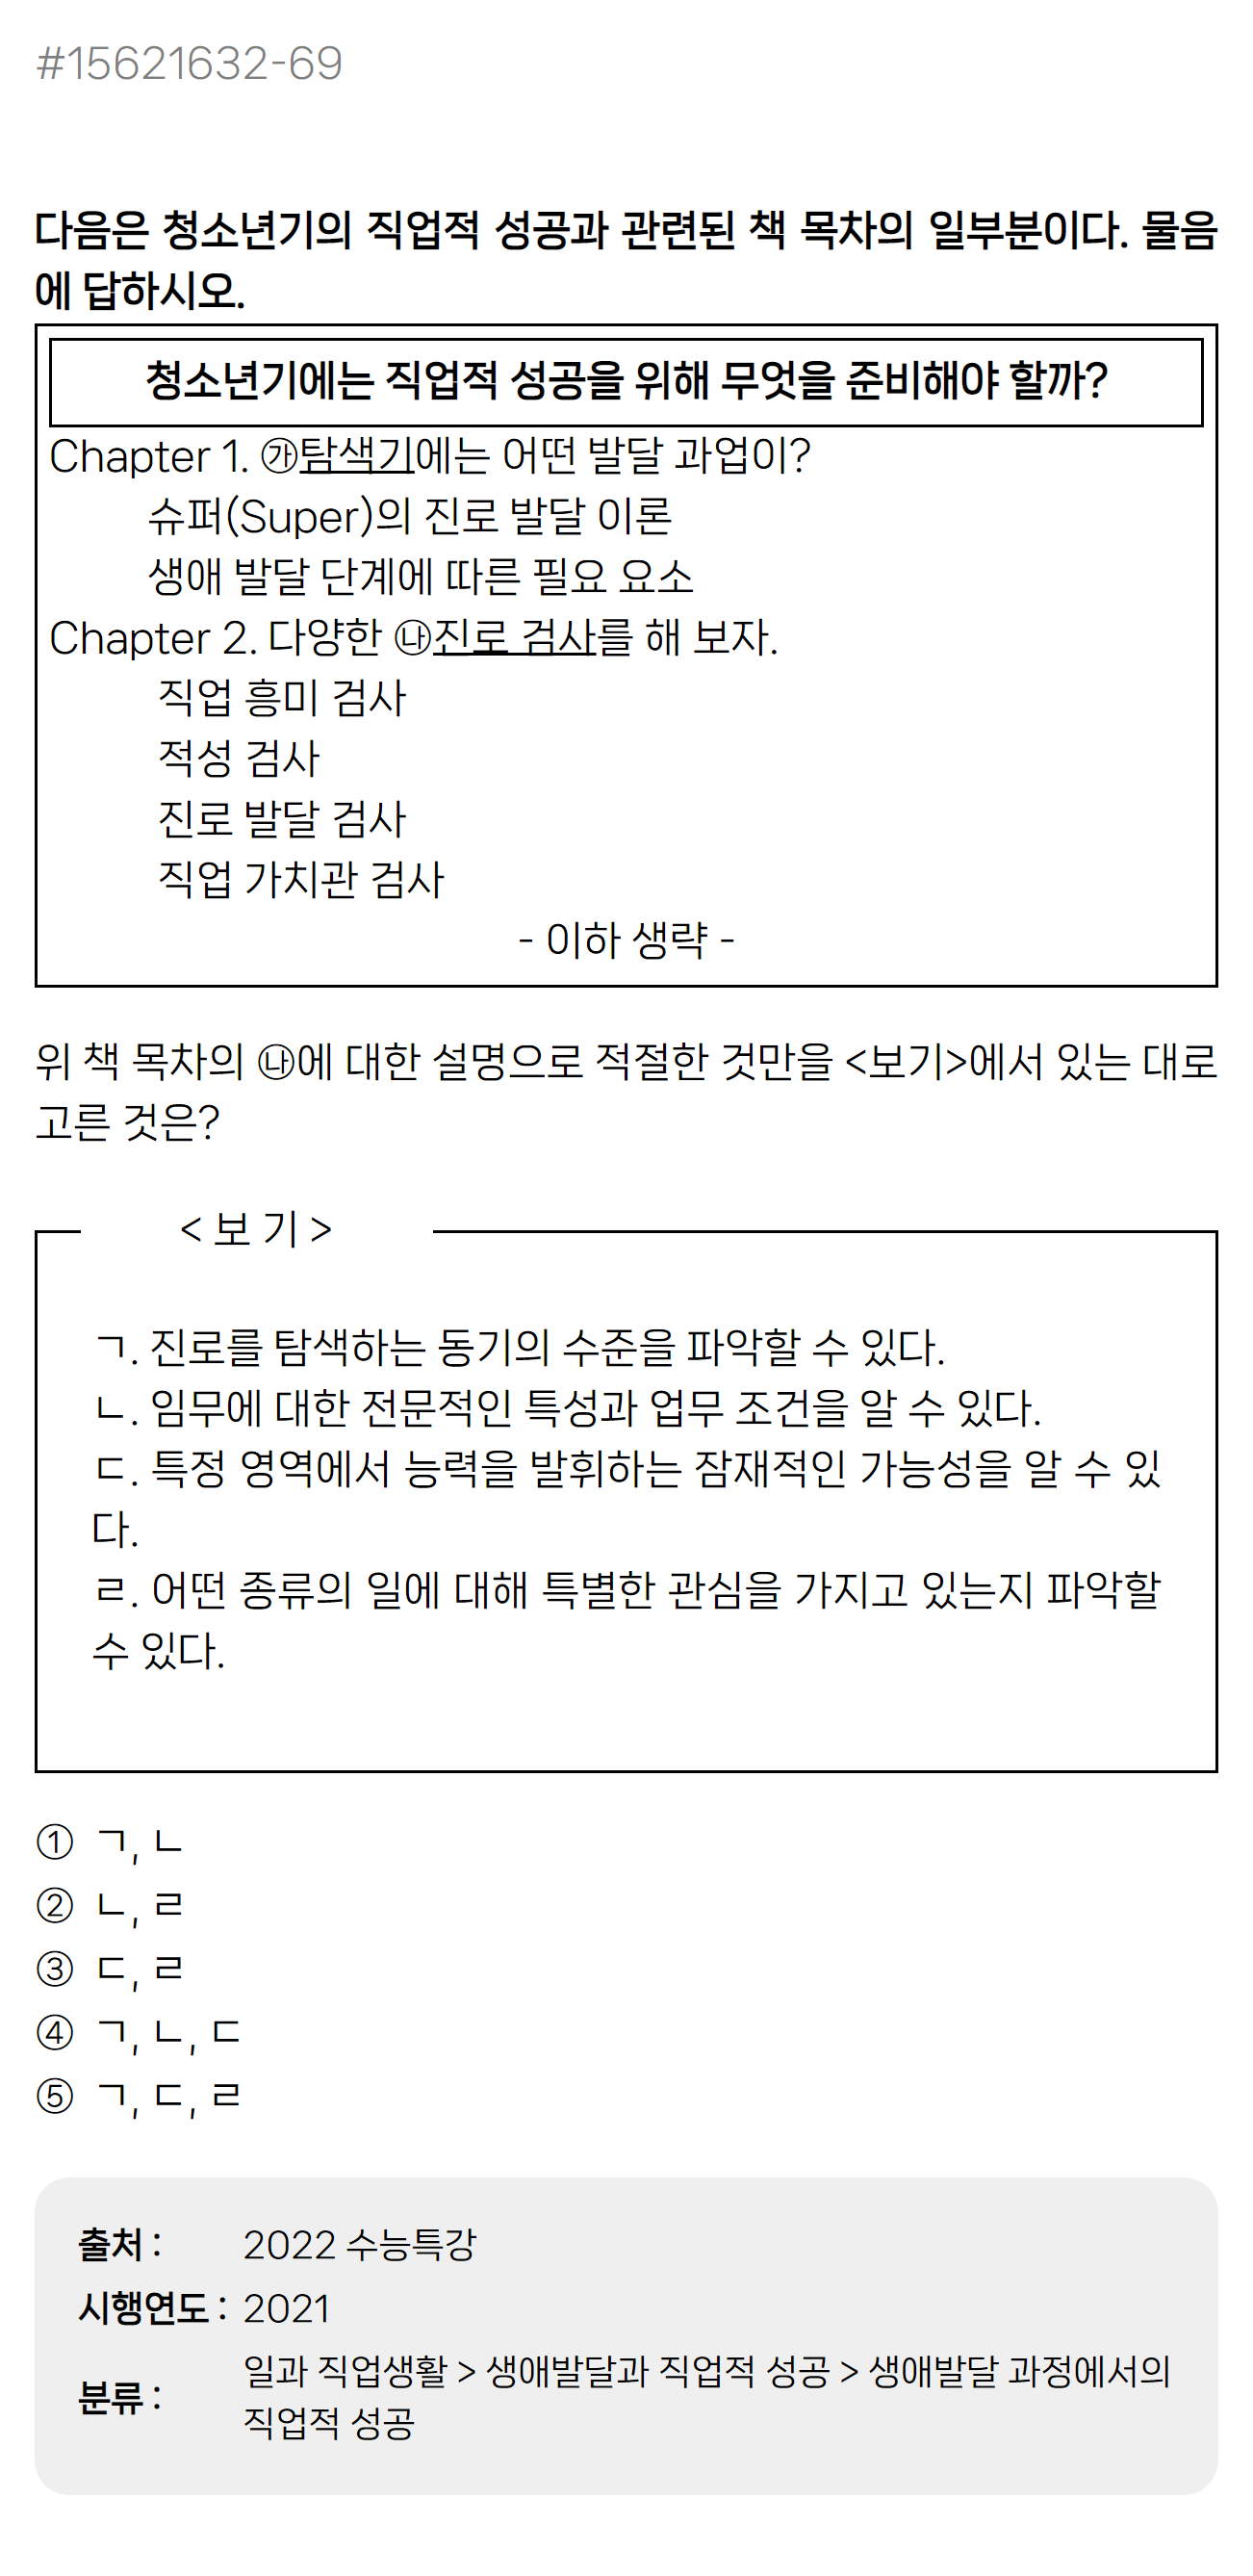 #15621632-69
다음은 청소년기의 직업적 성공과 관련된 책 목차의 일부분이다. 물음
에 답하시오.
청소년기에는 직업적 성공을 위해 무엇을 준비해야 할까?
Chapter 1. ㉮탐색기에는 어떤 발달 과업이?
슈퍼(Super)의 진로 발달 이론
생애 발달 단계에 따른 필요 요소
Chapter 2. 다양한 ㉯진로 검사를 해 보자.
직업 흥미 검사
적성 검사
진로 발달 검사
직업 가치관 검사
- 이하 생략 -
위 책 목차의 ㉯에 대한 설명으로 적절한 것만을 <보기>에서 있는 대로
고른 것은?
< 보 기 >
ㄱ. 진로를 탐색하는 동기의 수준을 파악할 수 있다.
ㄴ. 임무에 대한 전문적인 특성과 업무 조건을 알 수 있다.
ㄷ. 특정 영역에서 능력을 발휘하는 잠재적인 가능성을 알 수 있
다.
ㄹ. 어떤 종류의 일에 대해 특별한 관심을 가지고 있는지 파악할
수 있다.
① ㄱ, ㄴ
② ㄴ, ㄹ
③ ㄷ, ㄹ
④ ㄱ, ㄴ, ㄷ
⑤ ㄱ, ㄷ, ㄹ
출처 : 2022 수능특강
시행연도 : 2021
분류 : 일과 직업생활 > 생애발달과 직업적 성공 > 생애발달 과정에서의
직업적 성공